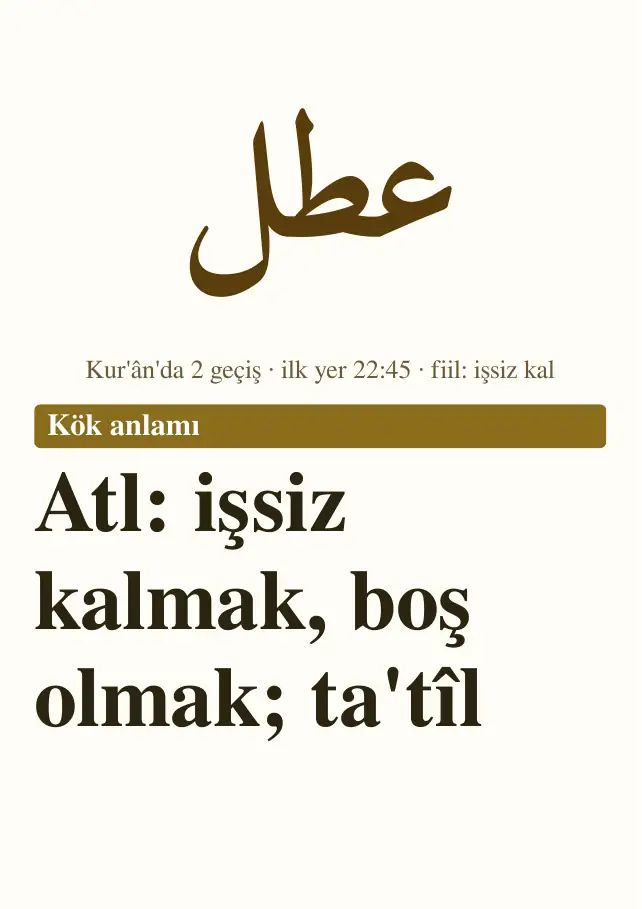 عطل
Kur'ân'da 2 geçiş · ilk yer 22:45 · fiil: işsiz kal
Kök anlamı
Atl: işsiz
kalmak, boş
olmak; ta'tîl